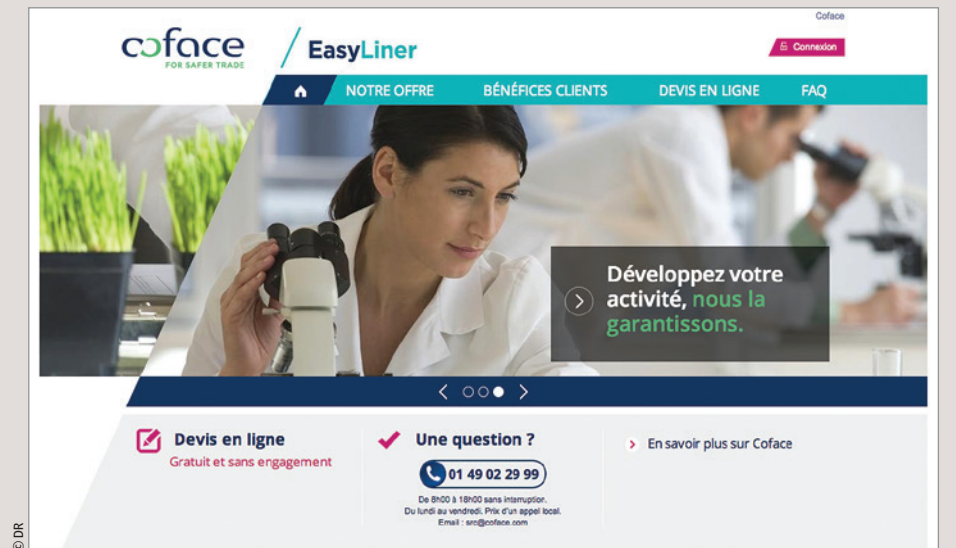 Coface
coface
FOR SAFER TRADE
EasyLiner
Connexion
NOTRE OFFRE
BÉNÉFICES CLIENTS
DEVIS EN LIGNE
FAQ
Développez votre
activité, nous la
garantissons.
Devis en ligne
Gratuit et sans engagement
Une question ?
01 49 02 29 99
De 8h00 à 18h00 sans interruption.
Du lundi au vendredi. Prix d'un appel local.
Email : src@coface.com
En savoir plus sur Coface
© DR